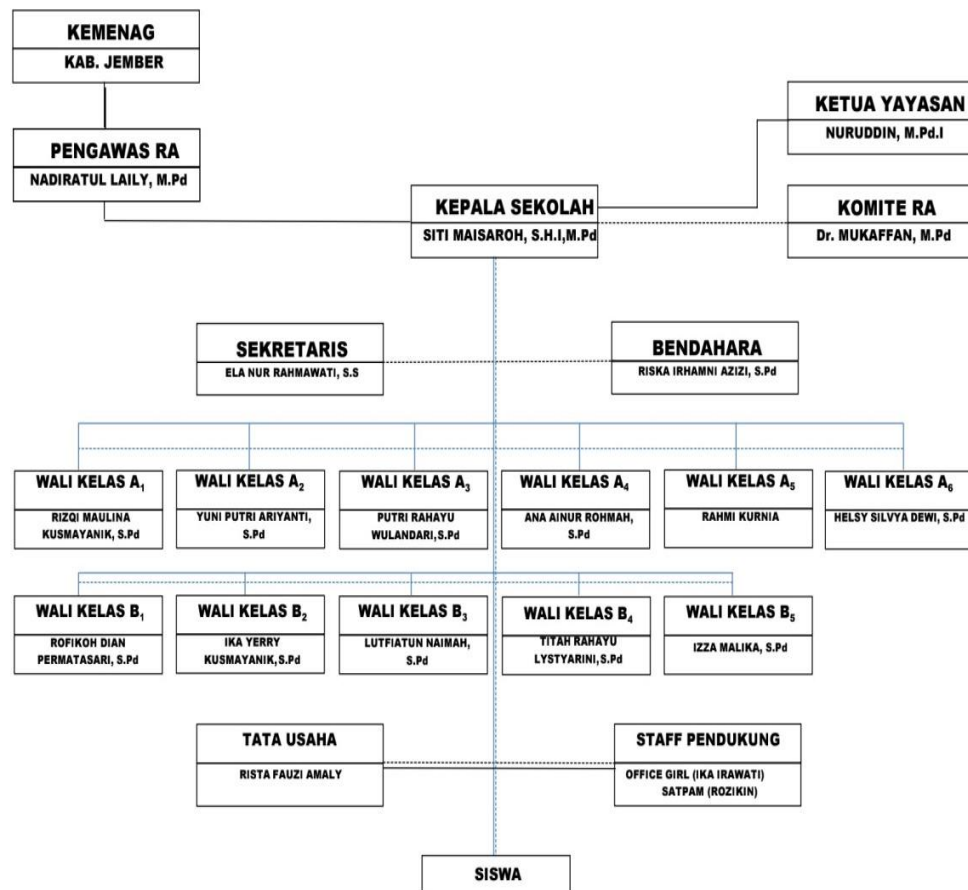 KEMENAG
KAB. JEMBER
KETUA YAYASAN
NURUDDIN, M.Pd.I
PENGAWAS RA
NADIRATUL LAILY, M.Pd
KEPALA SEKOLAH
SITI MAISAROH, S.H.I,M.Pd
KOMITE RA
Dr. MUKAFFAN, M.Pd
SEKRETARIS
ELA NUR RAHMAWATI, S.S
BENDAHARA
RISKA IRHAMNI AZIZI, S.Pd
WALI KELAS A₁
RIZQI MAULINA
KUSMAYANIK, S.Pd
WALI KELAS A₂
YUNI PUTRI ARIYANTI,
S.Pd
WALI KELAS A₃
PUTRI RAHAYU
WULANDARI,S.Pd
WALI KELAS A₄
ANA AINUR ROHMAH,
S.Pd
WALI KELAS A₅
RAHMI KURNIA
WALI KELAS A₆
HELSY SILVYA DEWI, S.Pd
WALI KELAS B₁
ROFIKOH DIAN
PERMATASARI, S.Pd
WALI KELAS B₂
IKA YERRY
KUSMAYANIK,S.Pd
WALI KELAS B₃
LUTFIATUN NAIMAH,
S.Pd
WALI KELAS B₄
TITAH RAHAYU
LYSTYARINI,S.Pd
WALI KELAS B₅
IZZA MALIKA, S.Pd
TATA USAHA
RISTA FAUZI AMALY
STAFF PENDUKUNG
OFFICE GIRL (IKA IRAWATI)
SATPAM (ROZIKIN)
SISWA